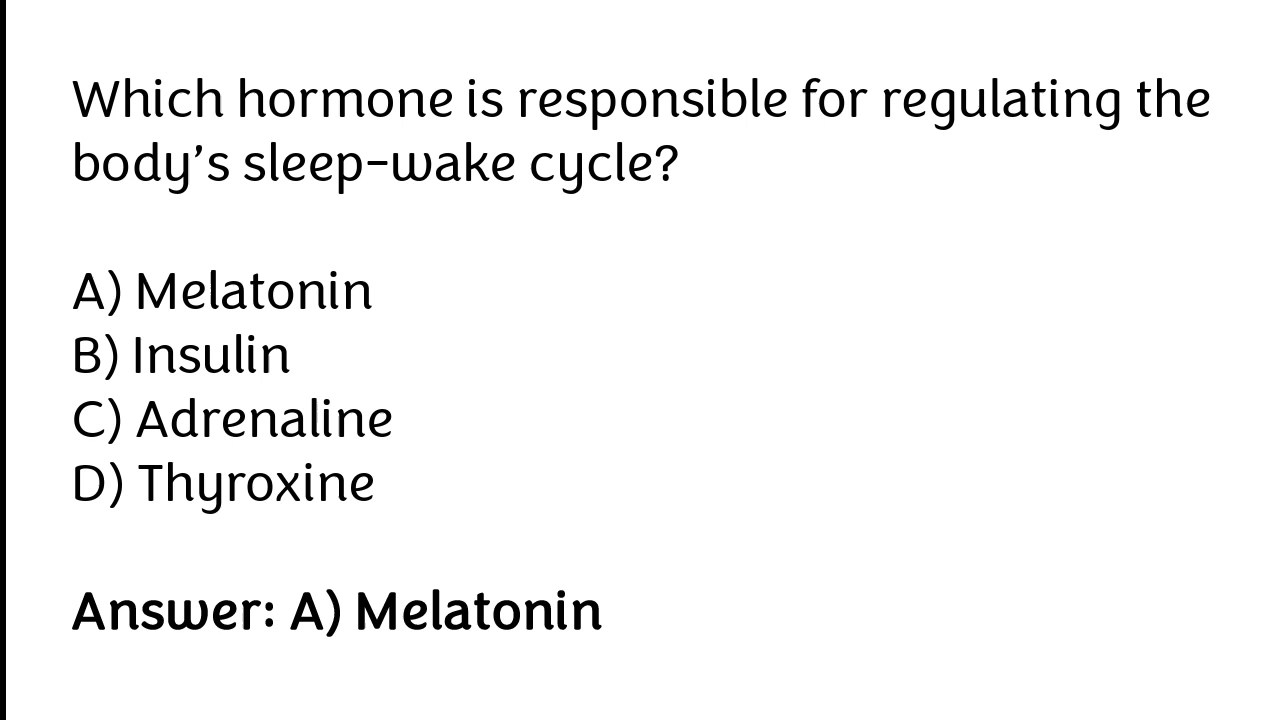 Which hormone is responsible for regulating the
body’s sleep-wake cycle?
A) Melatonin
B) Insulin
C) Adrenaline
D) Thyroxine
Answer: A) Melatonin